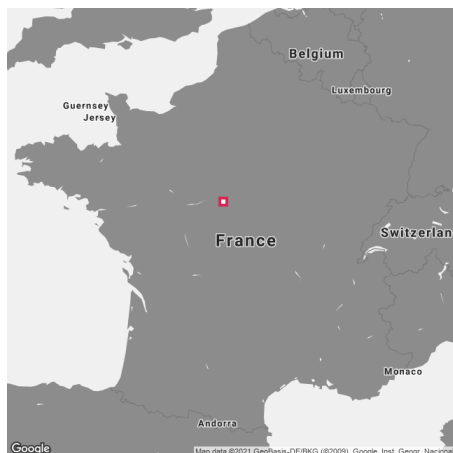 Belgium
Luxembourg
Guernsey
Jersey
Switzerlan
France
Monaco
Andorra
Google
Map data ©2021 GeoBasis-DE/BKG (©2009), Google, Inst. Geogr. Naciona